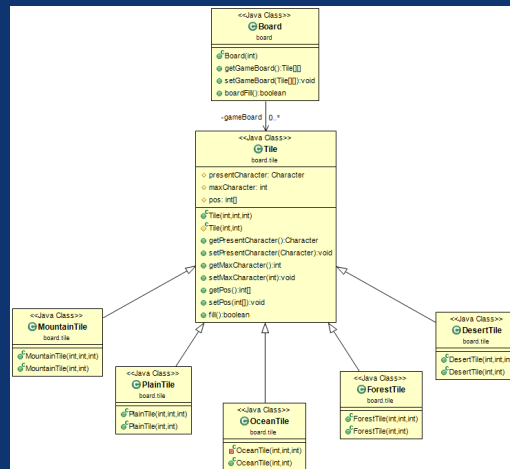 <<Java Class>>
Board
board
Board(int)
getGameBoard():Tile[][]
setGameBoard(Tile[][]):void
boardFill():boolean
-gameBoard 0..*
<<Java Class>>
Tile
board.tile
presentCharacter: Character
maxCharacter: int
pos: int[]
Tile(int,int,int)
Tile(int,int)
getPresentCharacter():Character
setPresentCharacter(Character):void
getMaxCharacter():int
setMaxCharacter(int):void
getPos():int[]
setPos(int[]):void
fill():boolean
<<Java Class>>
MountainTile
board.tile
MountainTile(int,int,int)
MountainTile(int,int)
<<Java Class>>
PlainTile
board.tile
PlainTile(int,int,int)
PlainTile(int,int)
<<Java Class>>
OceanTile
board.tile
OceanTile(int,int,int)
OceanTile(int,int)
<<Java Class>>
ForestTile
board.tile
ForestTile(int,int,int)
ForestTile(int,int)
<<Java Class>>
DesertTile
board.tile
DesertTile(int,int,int
DesertTile(int,int)